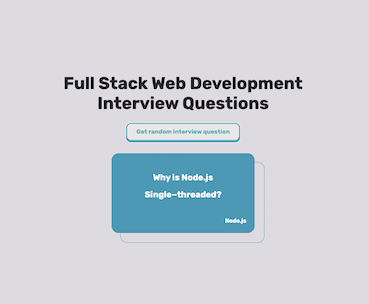 Full Stack Web Development
Interview Questions
Get random interview question
Why is Node.js
Single-threaded?
Node.js